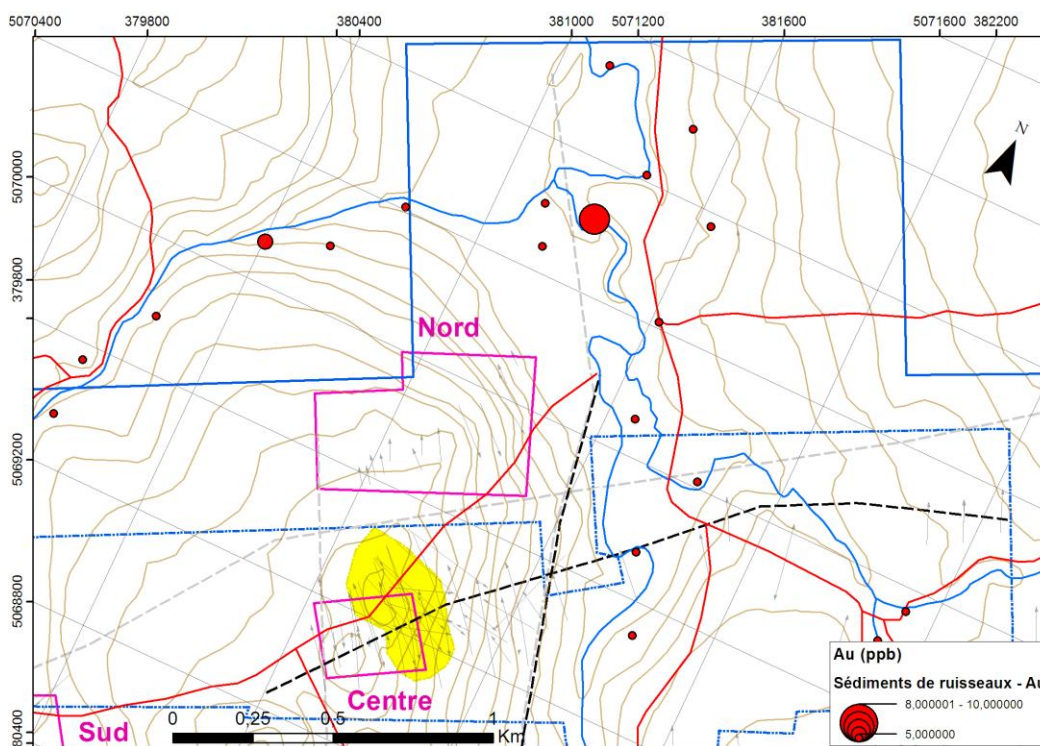 5070400 379800 380400 381000 5071200 381600 5071600 382200
N
5070000
379800
Nord
5069200
5068800
Centre
Sud
80400
0 0,25 0,5 1
Km
Au (ppb)
Sédiments de ruisseaux - Au
8,000001 - 10,000000
5,000000